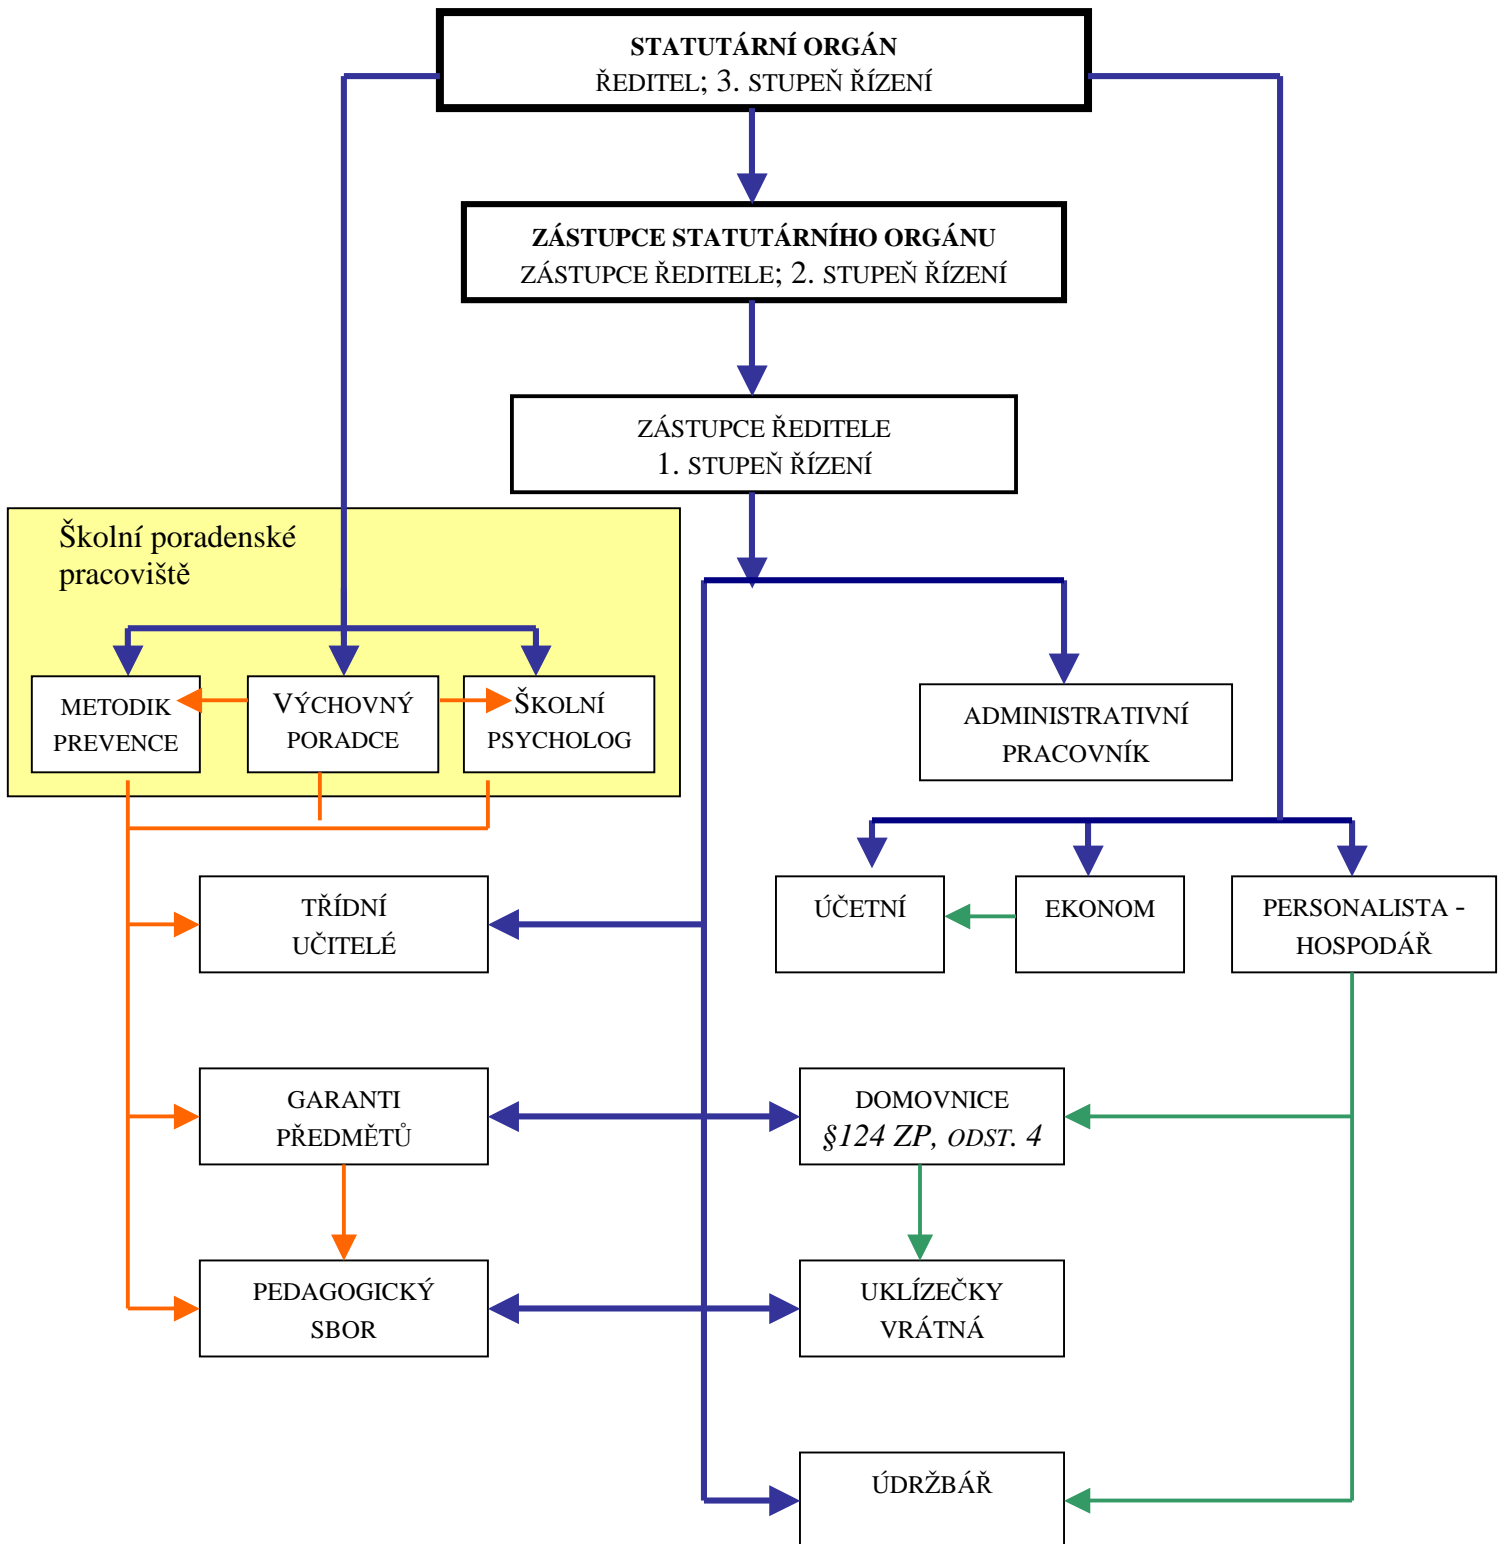 STATUTÁRNÍ ORGÁN
ŘEDITEL; 3. STUPEŇ ŘÍZENÍ
ZÁSTUPCE STATUTÁRNÍHO ORGÁNU
ZÁSTUPCE ŘEDITELE; 2. STUPEŇ ŘÍZENÍ
ZÁSTUPCE ŘEDITELE
1. STUPEŇ ŘÍZENÍ
Školní poradenské
pracoviště
METODIK
PREVENCE
VÝCHOVNÝ
PORADCE
ŠKOLNÍ
PSYCHOLOG
ADMINISTRATIVNÍ
PRACOVNÍK
TŘÍDNÍ
UČITELÉ
ÚČETNÍ
EKONOM
PERSONALISTA -
HOSPODÁŘ
GARANTI
PŘEDMĚTŮ
DOMOVNICE
§124 ZP, ODST. 4
PEDAGOGICKÝ
SBOR
UKLÍZEČKY
VRÁTNÁ
ÚDRŽBÁŘ